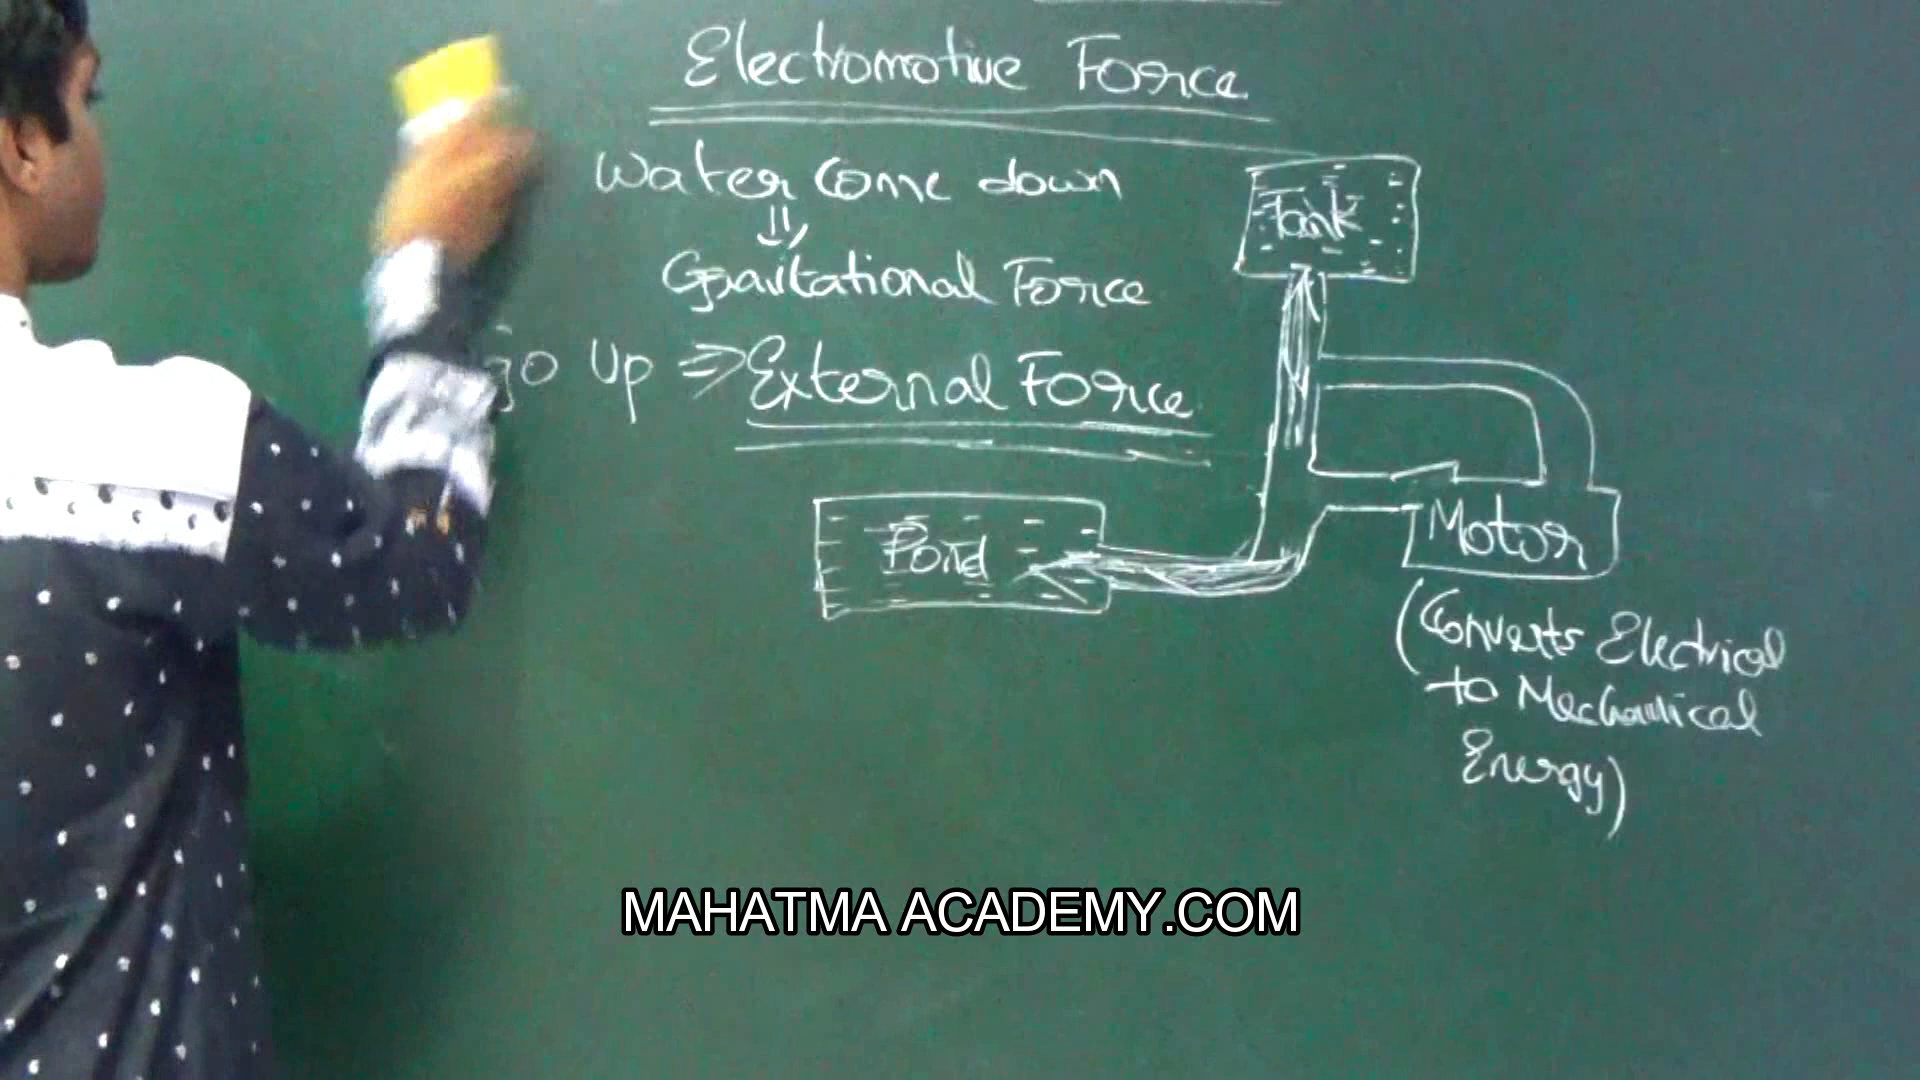 Electromotive Force
Water come down
⇓
Gravitational Force
go up ⇒ External Force
Tank
Pond
Motor
(Converts Electrical
to Mechanical
Energy)
MAHATMA ACADEMY.COM